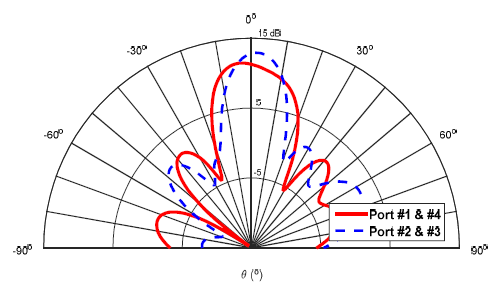 0°
15 dBi
-30°
30°
5
-60°
60°
-5
Port #1 & #4
Port #2 & #3
-90°
90°
θ (°)